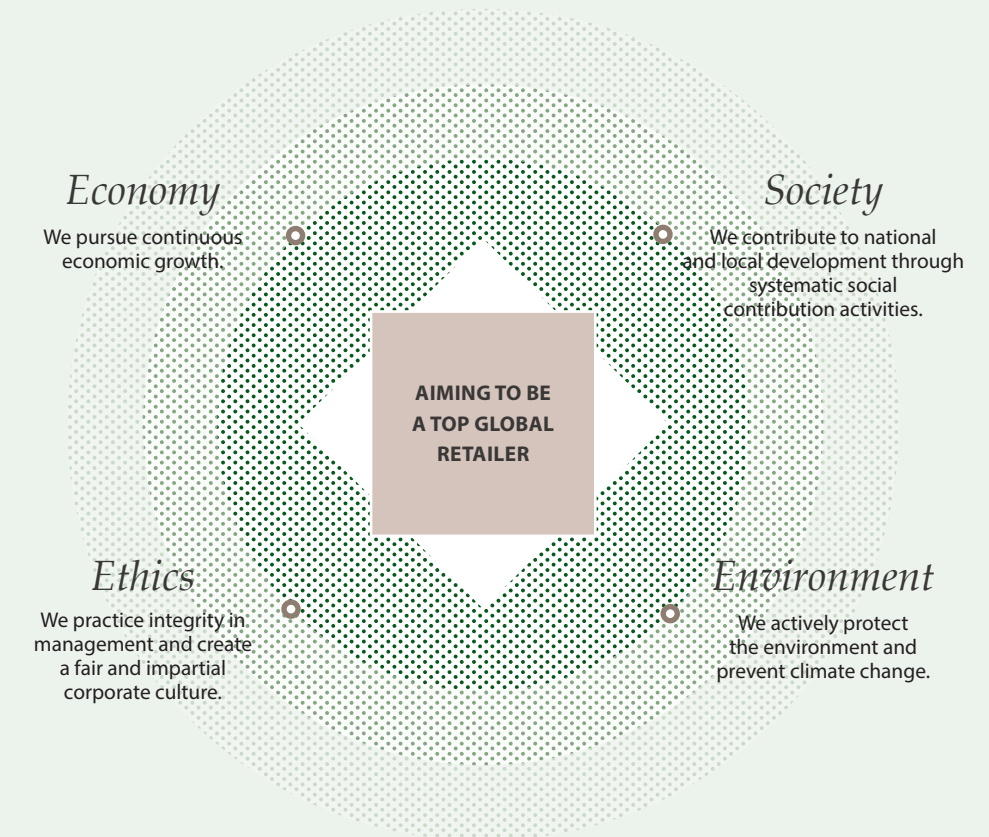 Economy
We pursue continuous
economic growth.
Society
We contribute to national
and local development through
systematic social
contribution activities.
AIMING TO BE
A TOP GLOBAL
RETAILER
Ethics
We practice integrity in
management and create
a fair and impartial
corporate culture.
Environment
We actively protect
the environment and
prevent climate change.